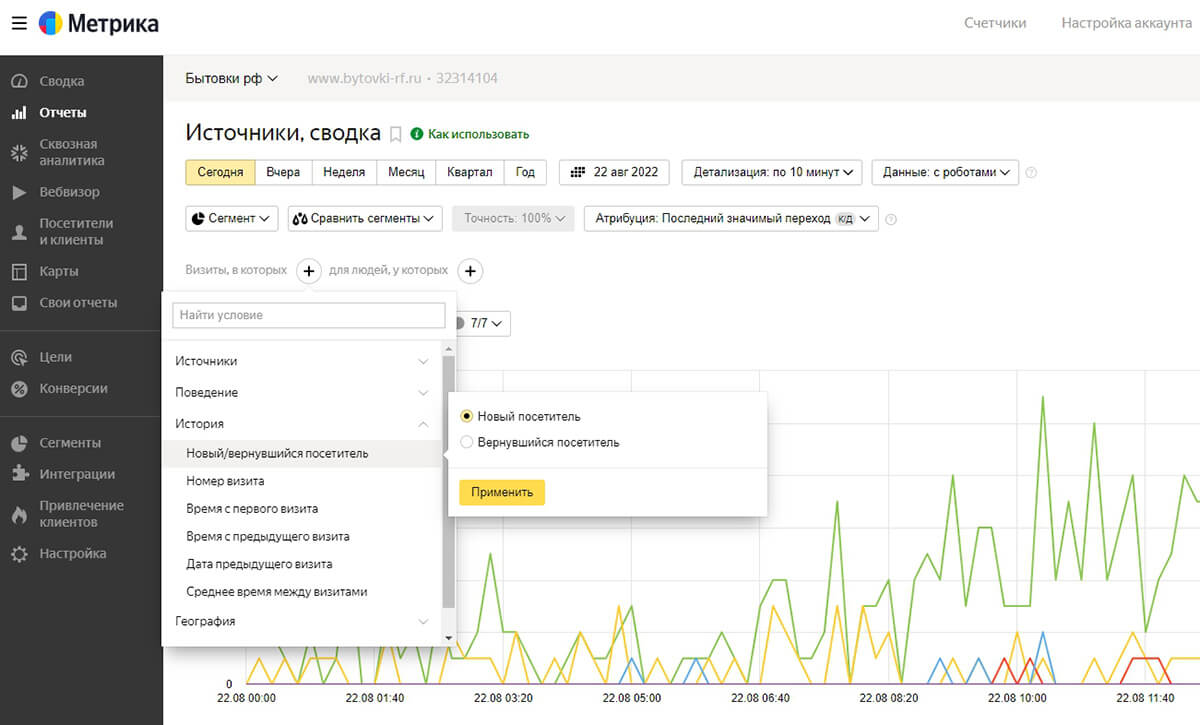 Метрика
Счетчики
Настройка аккаунта
Сводка
Отчеты
Сквозная
аналитика
Вебвизор
Посетители
и клиенты
Карты
Свои отчеты
Цели
Конверсии
Сегменты
Интеграции
Привлечение
клиентов
Настройка
Бытовки рф
www.bytovki-rf.ru • 32314104
Источники, сводка
Как использовать
Сегодня Вчера Неделя Месяц Квартал Год
22 авг 2022
Детализация: по 10 минут
Данные: с роботами
Сегмент
Сравнить сегменты
Точность: 100%
Атрибуция: Последний значимый переход к/д
Визиты, в которых + для людей, у которых +
Найти условие
7/7
Источники
Поведение
История
Новый/вернувшийся посетитель
Номер визита
Время с первого визита
Время с предыдущего визита
Дата предыдущего визита
Среднее время между визитами
География
Новый посетитель
Вернувшийся посетитель
Применить
0
22.08 00:00 22.08 01:40 22.08 03:20 22.08 05:00 22.08 06:40 22.08 08:20 22.08 10:00 22.08 11:40